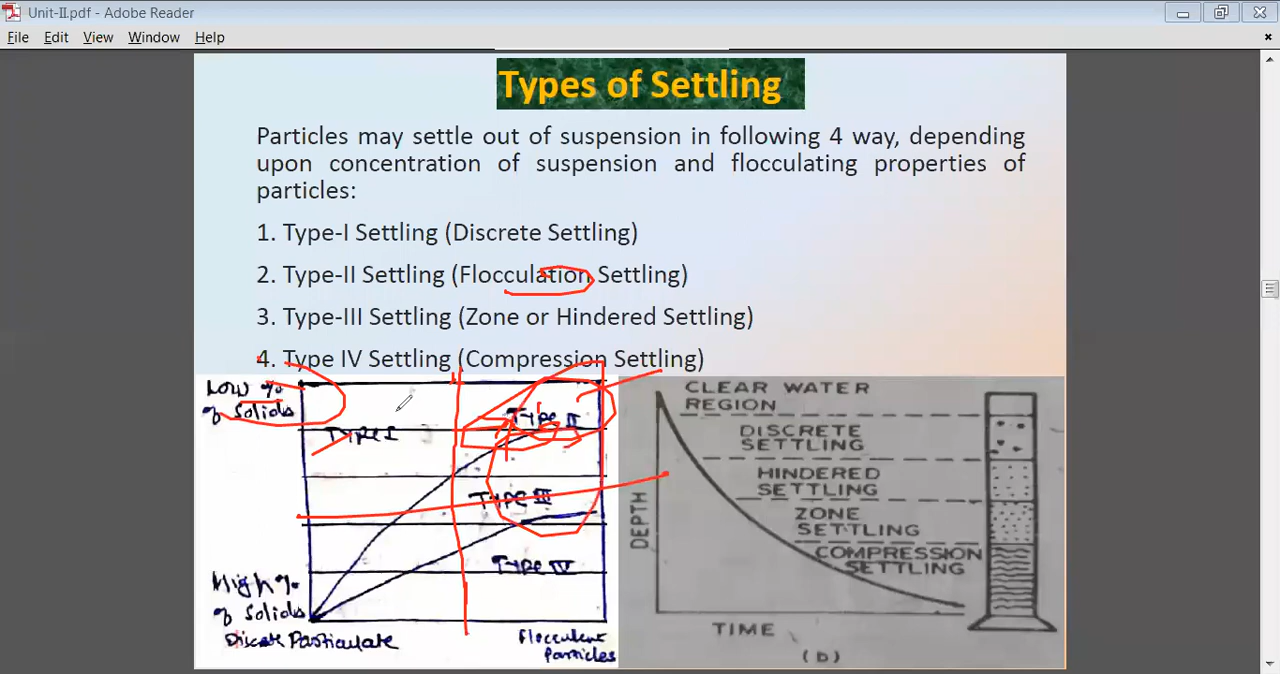 Unit-II.pdf - Adobe Reader
File Edit View Window Help
Types of Settling
Particles may settle out of suspension in following 4 way, depending
upon concentration of suspension and flocculating properties of
particles:
1. Type-I Settling (Discrete Settling)
2. Type-II Settling (Flocculation Settling)
3. Type-III Settling (Zone or Hindered Settling)
4. Type IV Settling (Compression Settling)
Low %
of Solids
TYPE I
TYPE II
TYPE III
TYPE IV
High %
of Solids
Discete Particulate
Flocculent
Particles
CLEAR WATER
REGION
DISCRETE
SETTLING
HINDERED
SETTLING
ZONE
SETTLING
COMPRESSION
SETTLING
DEPTH
TIME
(b)